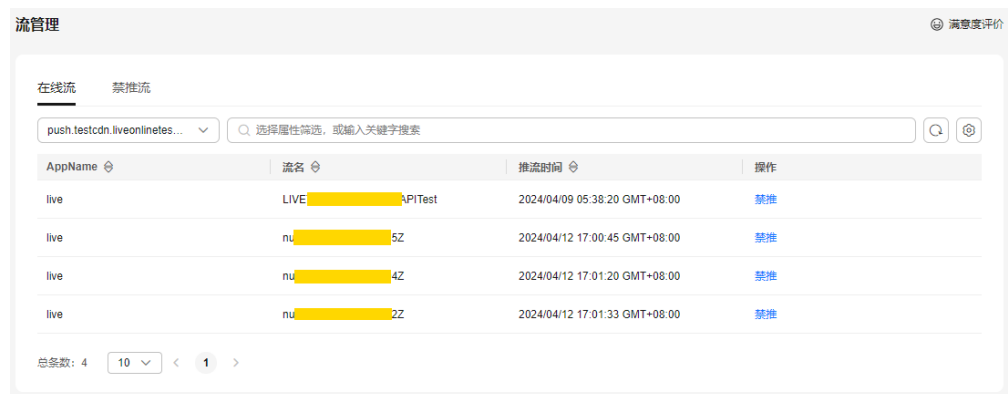 流管理
满意度评价
在线流 禁推流
push.testcdn.liveonlinetes... 选择属性筛选，或输入关键字搜索
AppName 流名 推流时间 操作
live LIVE APITest 2024/04/09 05:38:20 GMT+08:00 禁推
live nu 5Z 2024/04/12 17:00:45 GMT+08:00 禁推
live nu 4Z 2024/04/12 17:01:20 GMT+08:00 禁推
live nu 2Z 2024/04/12 17:01:33 GMT+08:00 禁推
总条数: 4 10 < 1 >